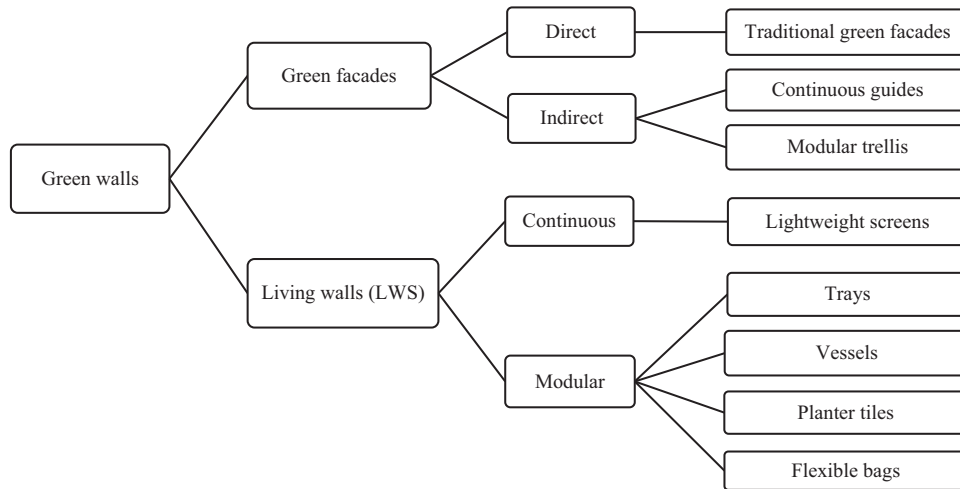 Green walls
Green facades
Direct
Traditional green facades
Indirect
Continuous guides
Modular trellis
Living walls (LWS)
Continuous
Lightweight screens
Modular
Trays
Vessels
Planter tiles
Flexible bags